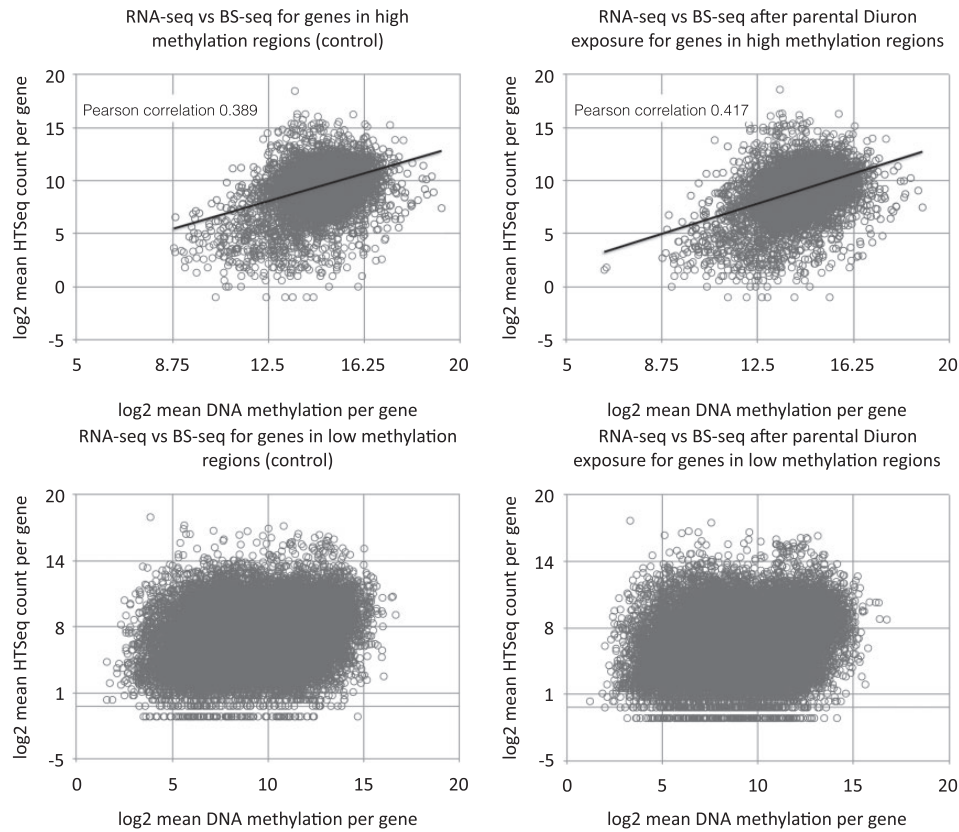 RNA-seq vs BS-seq for genes in high
methylation regions (control)
log2 mean HTSeq count per gene
20
15
10
5
0
-5
Pearson correlation 0.389
5 8.75 12.5 16.25 20
log2 mean DNA methylation per gene
RNA-seq vs BS-seq after parental Diuron
exposure for genes in high methylation regions
log2 mean HTSeq count per gene
20
15
10
5
0
-5
Pearson correlation 0.417
5 8.75 12.5 16.25 20
log2 mean DNA methylation per gene
RNA-seq vs BS-seq for genes in low methylation
regions (control)
log2 mean HTSeq count per gene
20
14
8
1
-5
0 5 10 15 20
log2 mean DNA methylation per gene
RNA-seq vs BS-seq after parental Diuron
exposure for genes in low methylation regions
log2 mean HTSeq count per gene
20
14
8
1
-5
0 5 10 15 20
log2 mean DNA methylation per gene